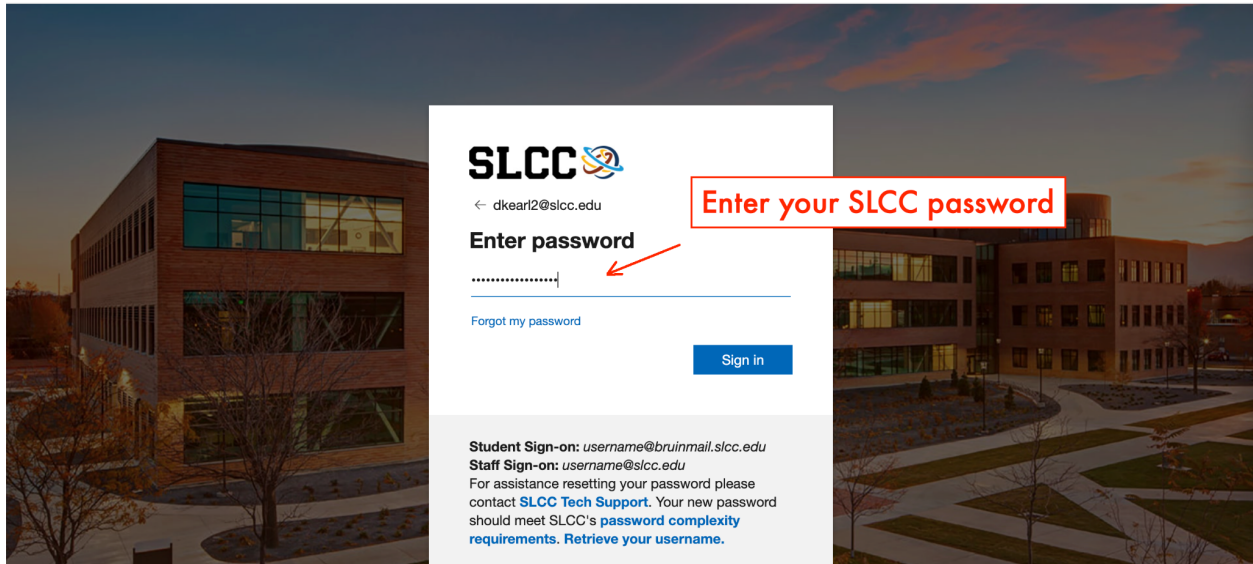 SLCC
← dkearl2@slcc.edu
Enter your SLCC password
Enter password
••••••••••••••••••
Forgot my password
Sign in
Student Sign-on: username@bruinmail.slcc.edu
Staff Sign-on: username@slcc.edu
For assistance resetting your password please
contact SLCC Tech Support. Your new password
should meet SLCC's password complexity
requirements. Retrieve your username.